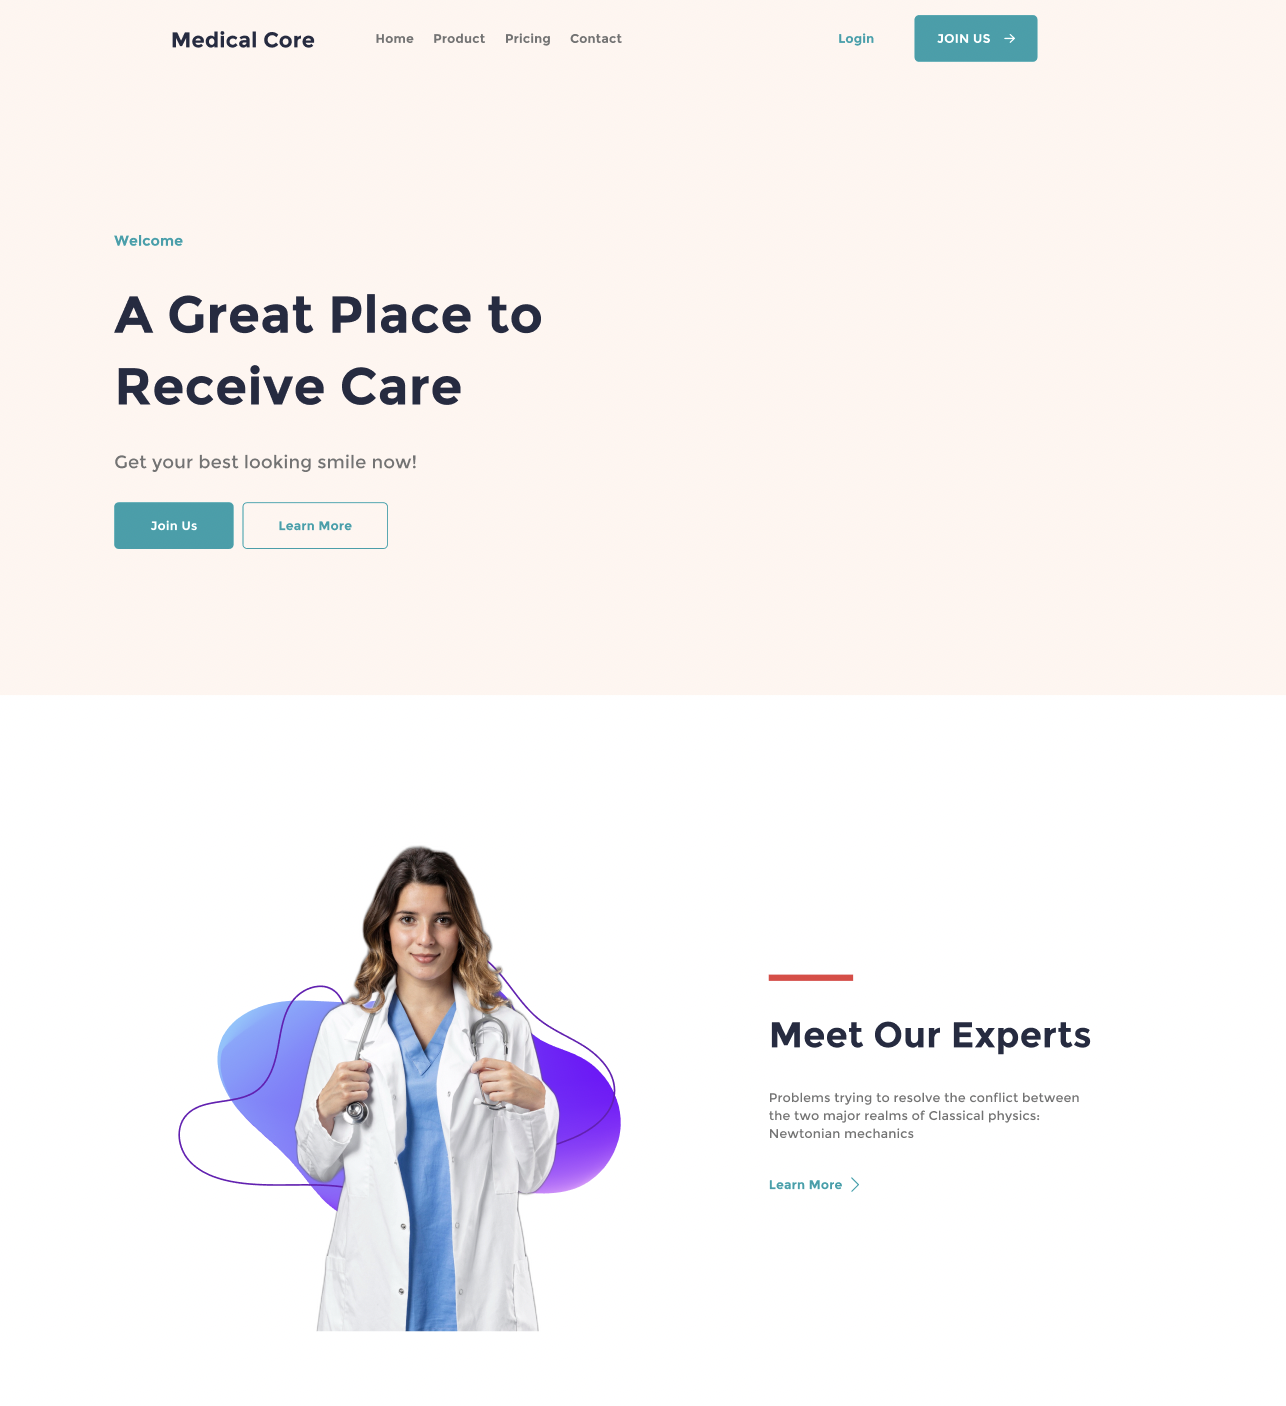 Medical Core
Home Product Pricing Contact
Login
JOIN US
Welcome
A Great Place to
Receive Care
Get your best looking smile now!
Join Us
Learn More
Meet Our Experts
Problems trying to resolve the conflict between
the two major realms of Classical physics:
Newtonian mechanics
Learn More